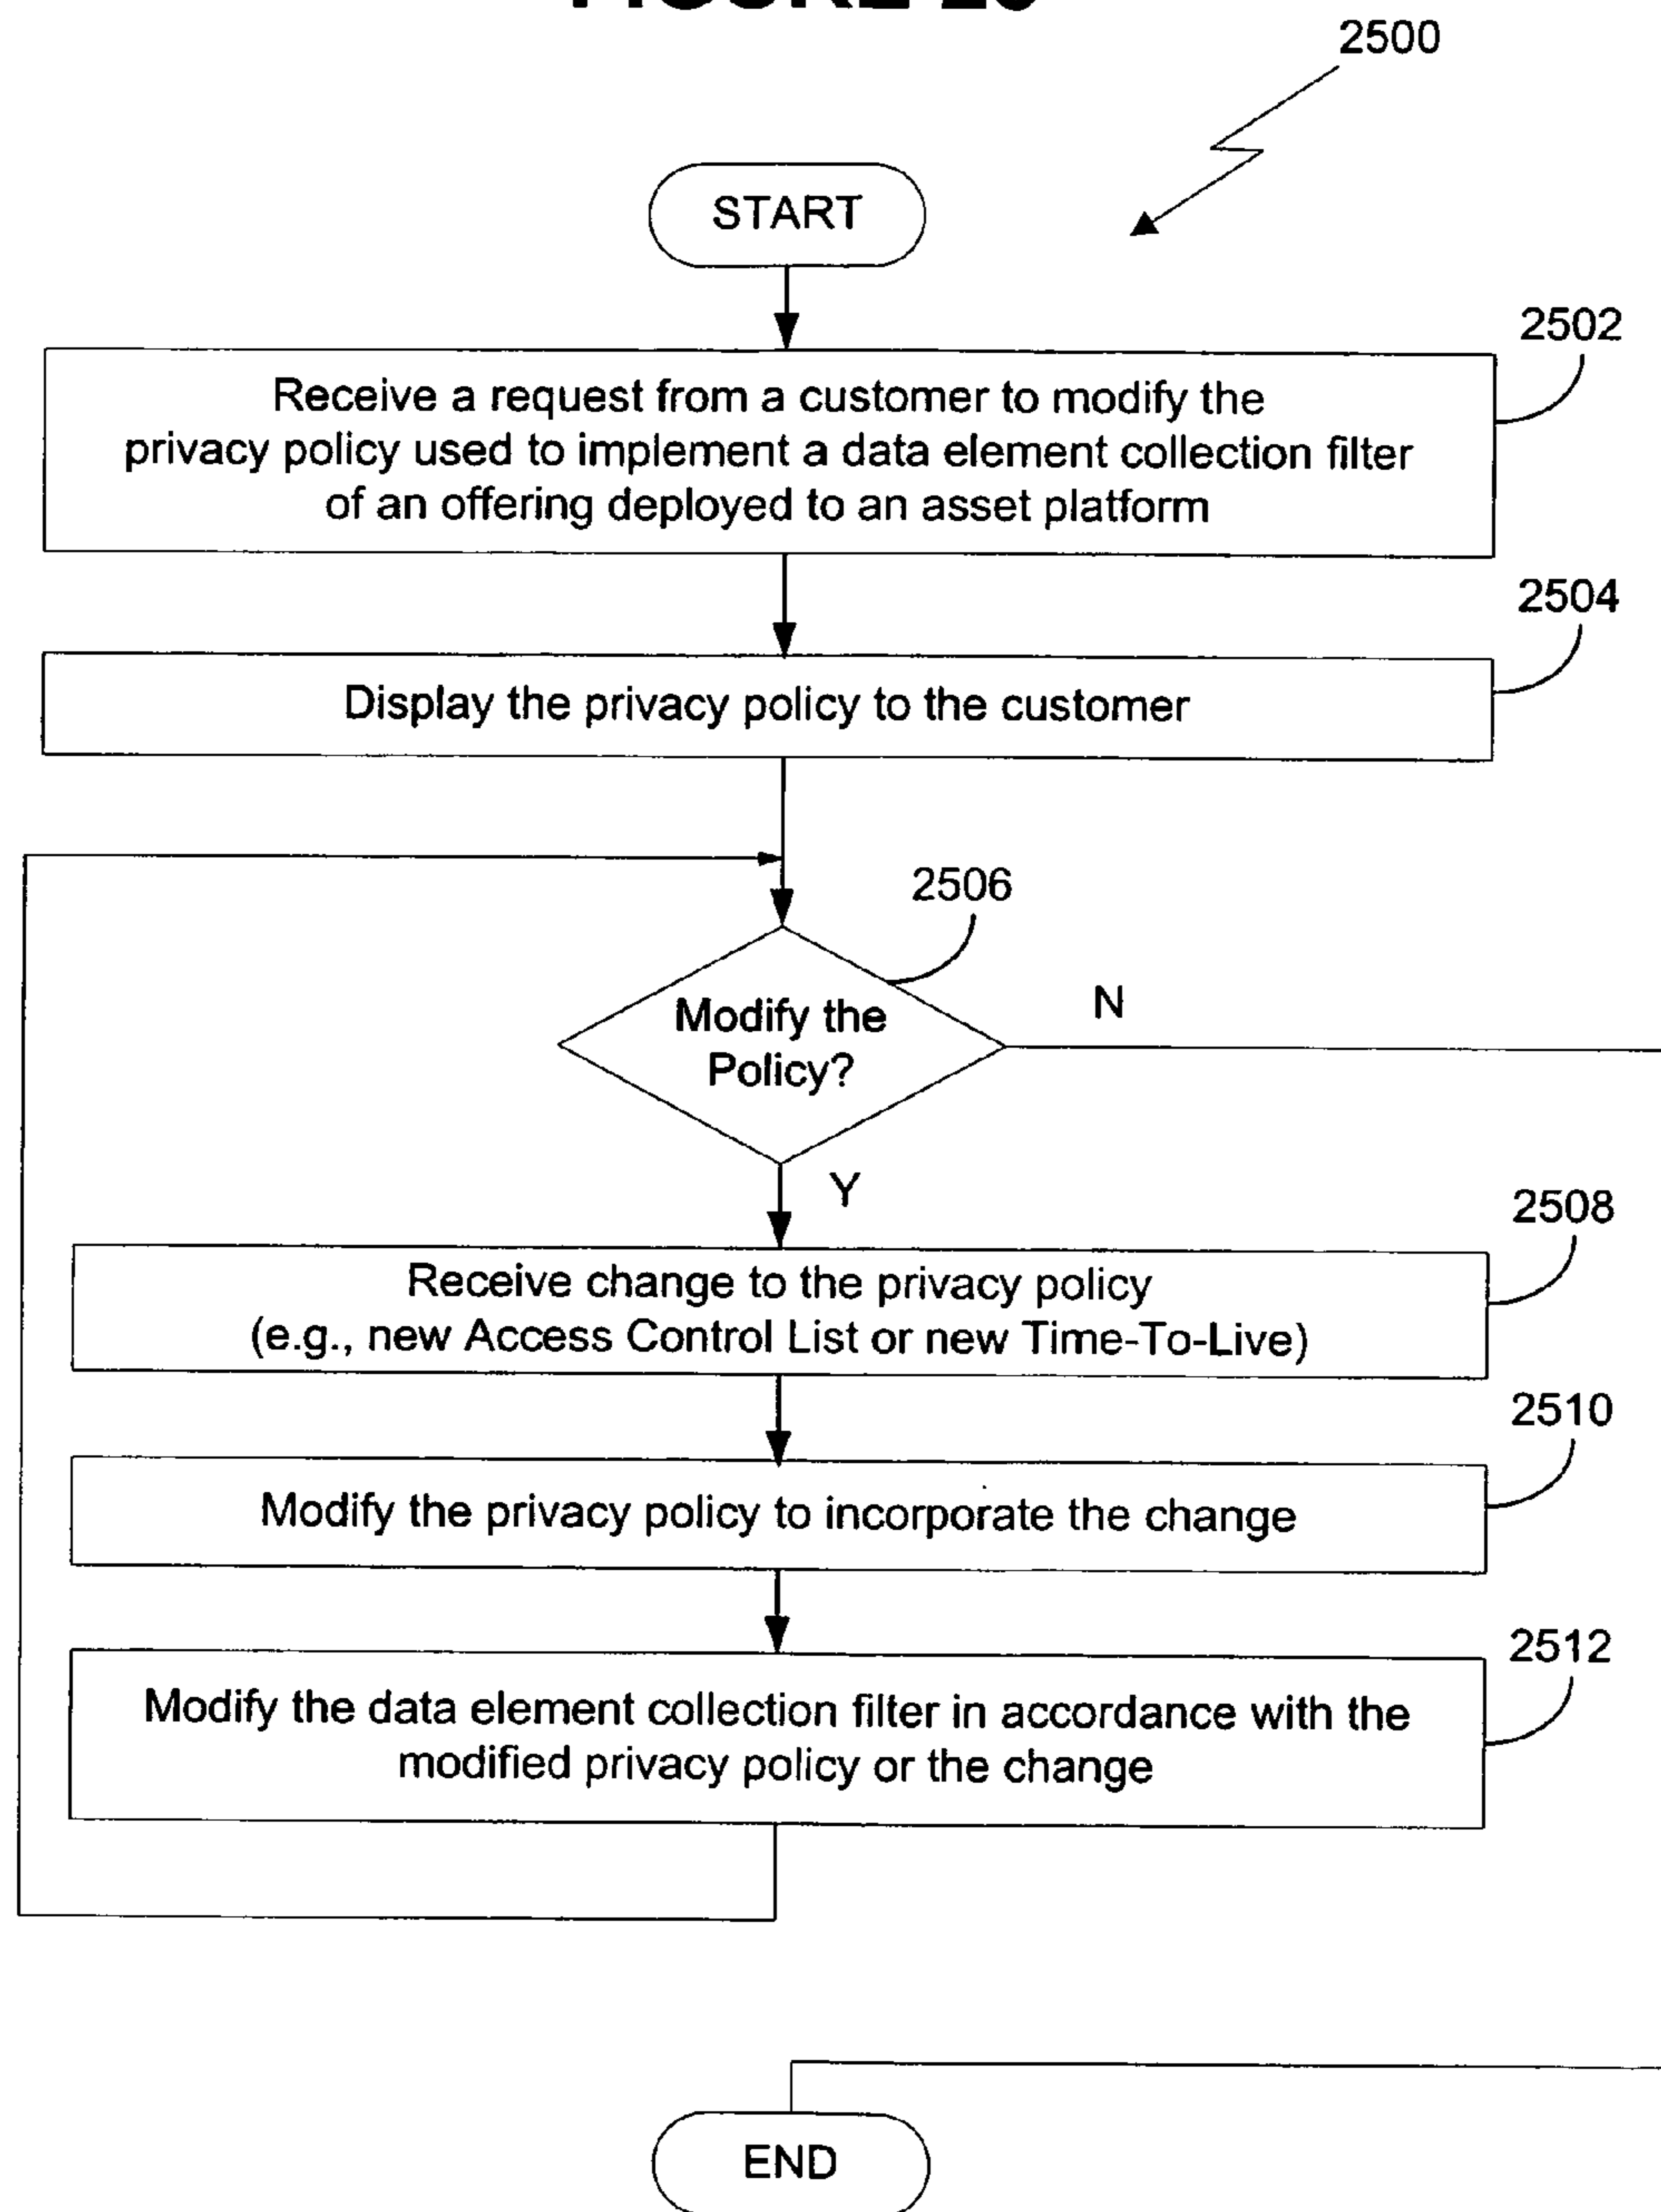 2500
START
2502
Receive a request from a customer to modify the
privacy policy used to implement a data element collection filter
of an offering deployed to an asset platform
2504
Display the privacy policy to the customer
2506
Modify the
Policy?
N
Y
2508
Receive change to the privacy policy
(e.g., new Access Control List or new Time-To-Live)
2510
Modify the privacy policy to incorporate the change
2512
Modify the data element collection filter in accordance with the
modified privacy policy or the change
END